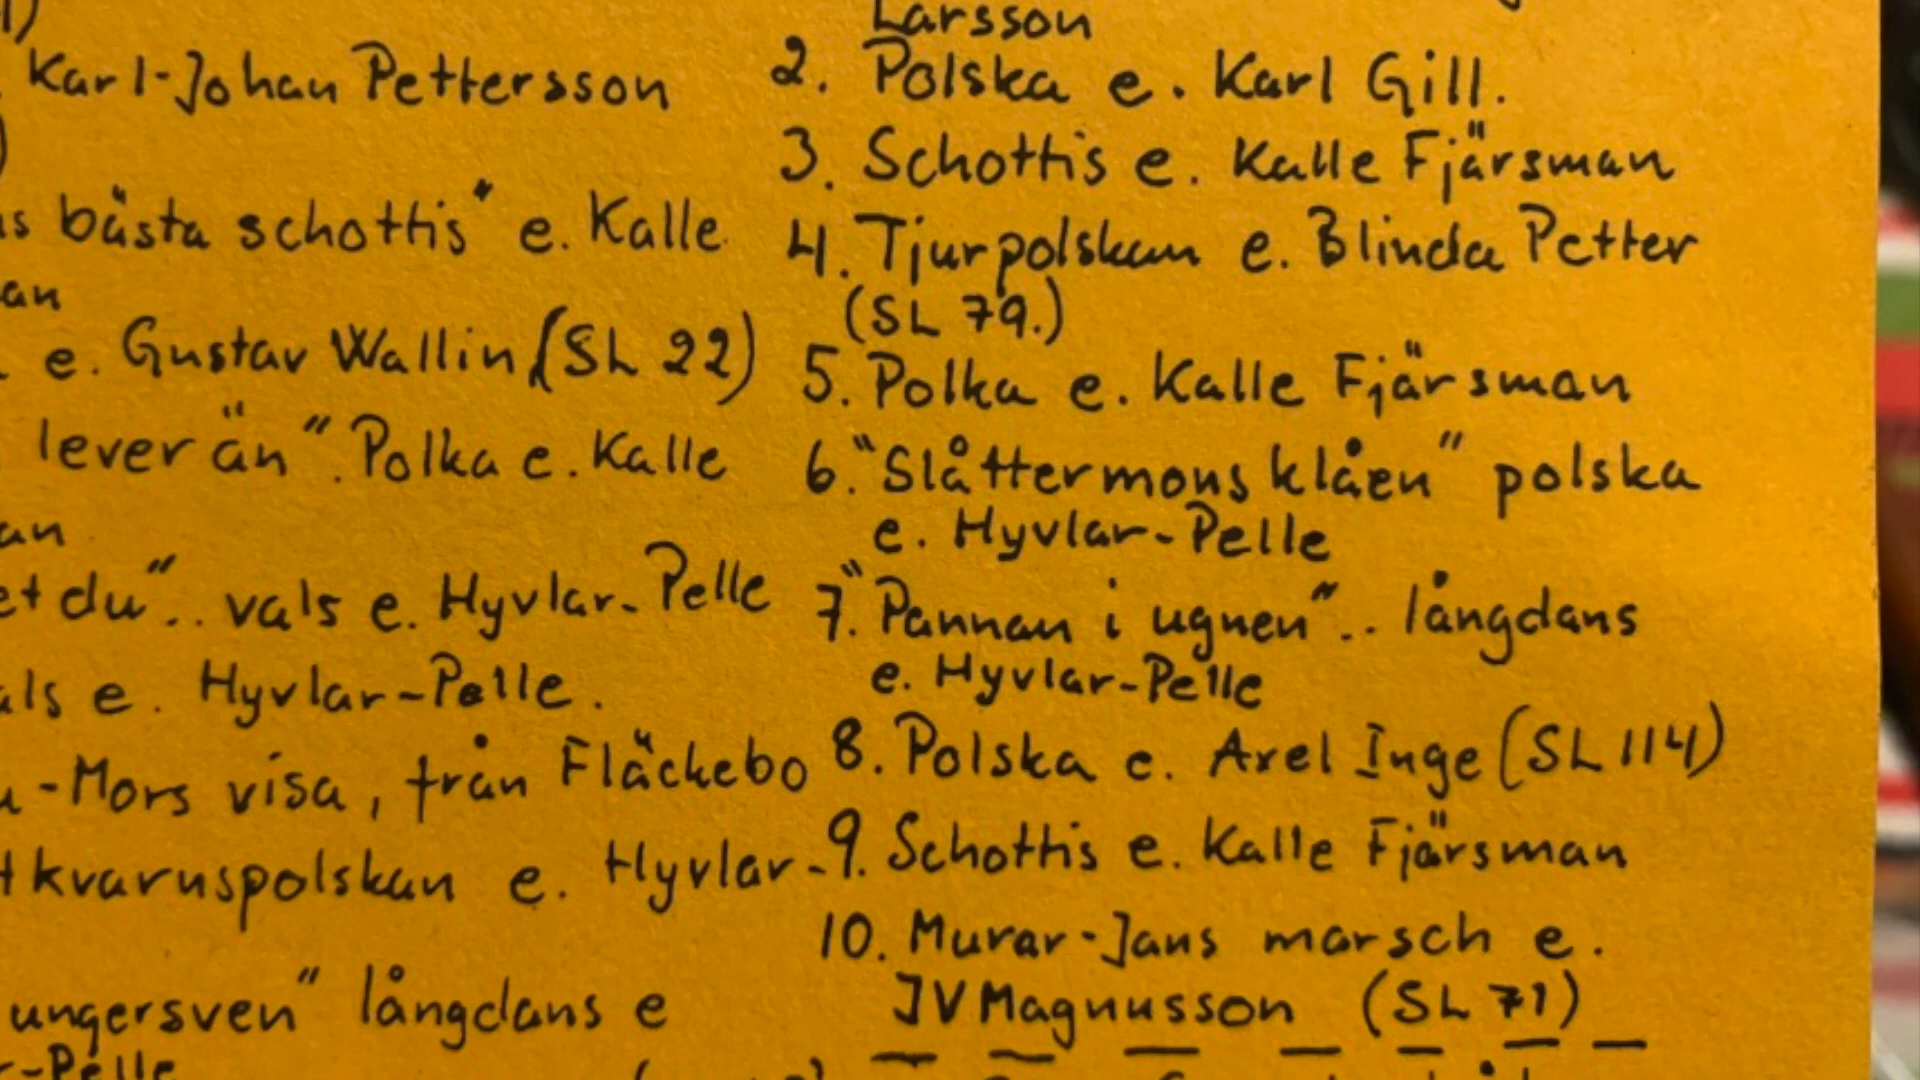 Karl-Johan Pettersson
bästa schottis" e. Kalle
e. Gustav Wallin (SL 22)
lever än". Polka e. Kalle
du".. vals e. Hyvlar-Pelle
e. Hyvlar-Pelle.
-Mors visa, från Fläckebo
kvarnspolskan e. Hyvlar-
ungersven" långdans e
-Pelle
Larsson
2. Polska e. Karl Gill.
3. Schottis e. Kalle Fjärsman
4. Tjurpolskan e. Blinda Petter
(SL 79.)
5. Polka e. Kalle Fjärsman
6. "Slåttermons klåen" polska
e. Hyvlar-Pelle
7. "Pannan i ugnen".. långdans
e. Hyvlar-Pelle
8. Polska e. Axel Inge (SL 114)
9. Schottis e. Kalle Fjärsman
10. Murar-Jans marsch e.
JV Magnusson (SL 71)